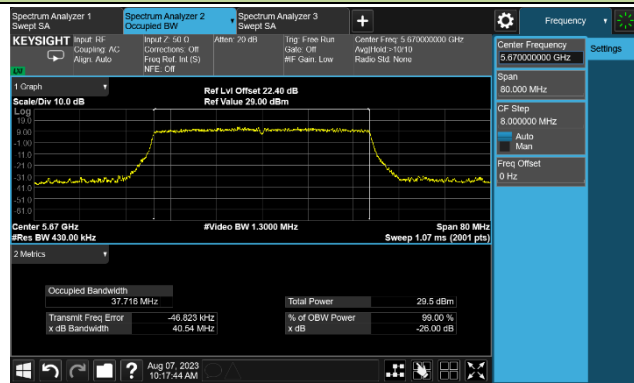 Spectrum Analyzer 1
Swept SA
Spectrum Analyzer 2
Occupied BW
Spectrum Analyzer 3
Swept SA
+
Frequency
KEYSIGHT
Input: RF
Coupling: AC
Align: Auto
Input Z: 50 Ω
Corrections: Off
Freq Ref: Int (S)
NFE: Off
Atten: 20 dB
Trig: Free Run
Gate: Off
#IF Gain: Low
Center Freq: 5.670000000 GHz
Avg|Hold:>10/10
Radio Std: None
Center Frequency
5.670000000 GHz
Settings
Span
80.000 MHz
CF Step
8.000000 MHz
Auto
Man
Freq Offset
0 Hz
1 Graph
Scale/Div 10.0 dB
Ref Lvl Offset 22.40 dB
Ref Value 29.00 dBm
Log
19.0
9.00
-1.00
-11.0
-21.0
-31.0
-41.0
-51.0
-61.0
Center 5.67 GHz
#Res BW 430.00 kHz
#Video BW 1.3000 MHz
Span 80 MHz
Sweep 1.07 ms (2001 pts)
2 Metrics
Occupied Bandwidth
37.716 MHz
Total Power 29.5 dBm
Transmit Freq Error -46.823 kHz
% of OBW Power 99.00 %
x dB Bandwidth 40.54 MHz
x dB -26.00 dB
?
Aug 07, 2023
10:17:44 AM